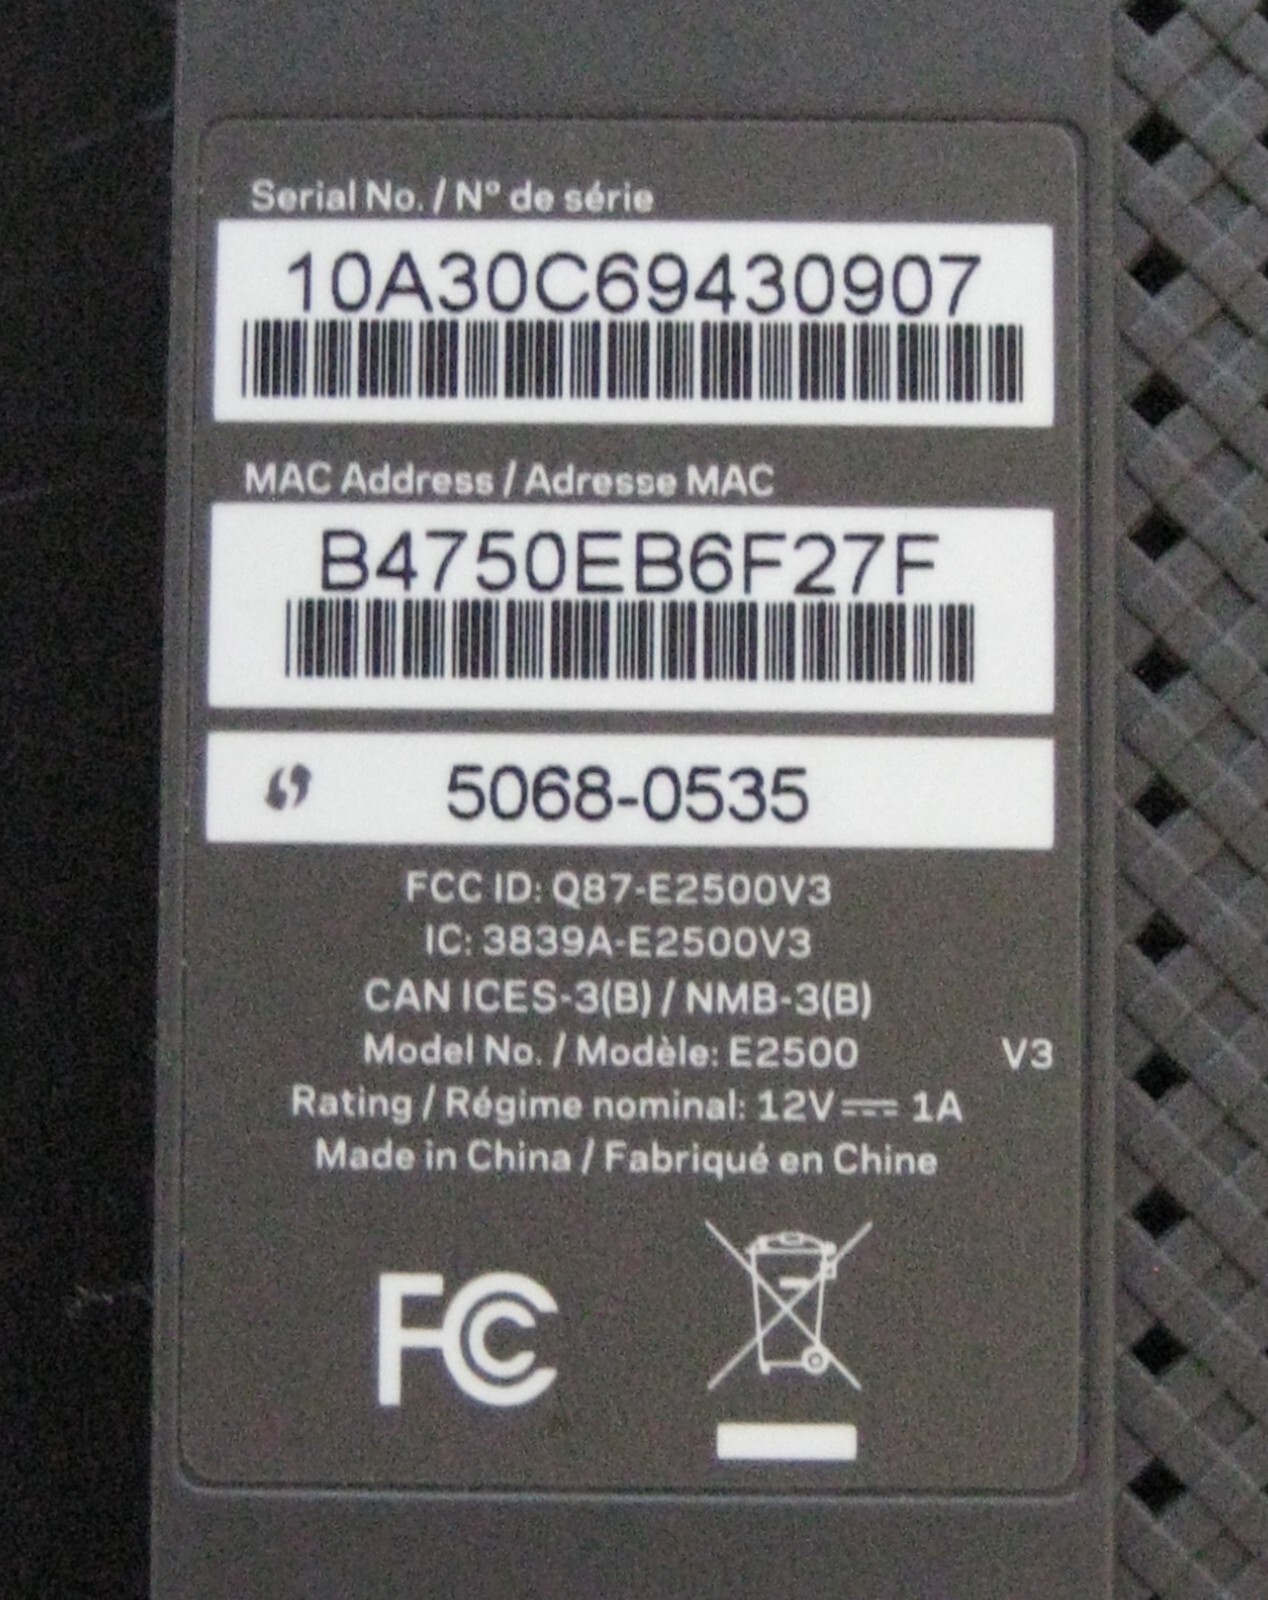 Serial No. / N° de série
10A30C69430907
MAC Address / Adresse MAC
B4750EB6F27F
5068-0535
FCC ID: Q87-E2500V3
IC: 3839A-E2500V3
CAN ICES-3(B) / NMB-3(B)
Model No. / Modèle: E2500 V3
Rating / Régime nominal: 12V⎓ 1A
Made in China / Fabriqué en Chine
FC